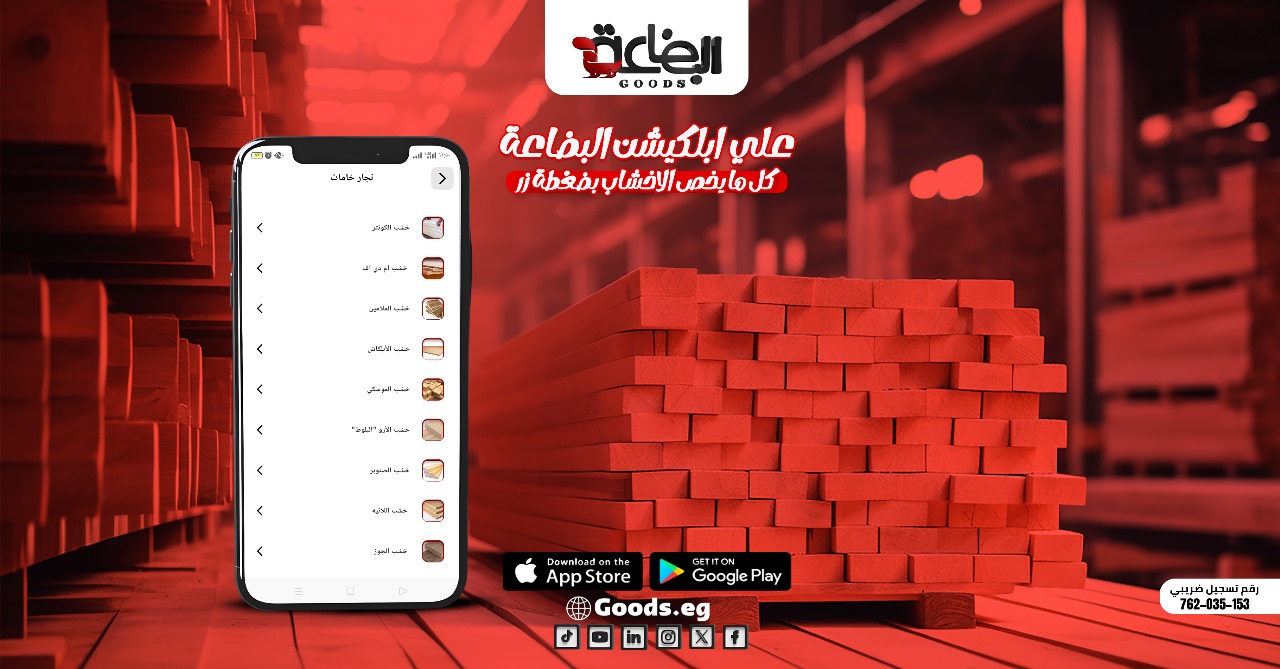 البضاعة
GOODS
علي ابلكيشن البضاعة
كل ما يخص الاخشاب بضغطة زر
تجار خامات
خشب الكونتر
خشب ام دي اف
خشب الملامين
خشب الأبلكاش
خشب الموسكي
خشب الأرو "البلوط"
خشب الصنوبر
خشب اللاتيه
خشب الجوز
Download on the
App Store
GET IT ON
Google Play
Goods.eg
رقم تسجيل ضريبي
762-035-153